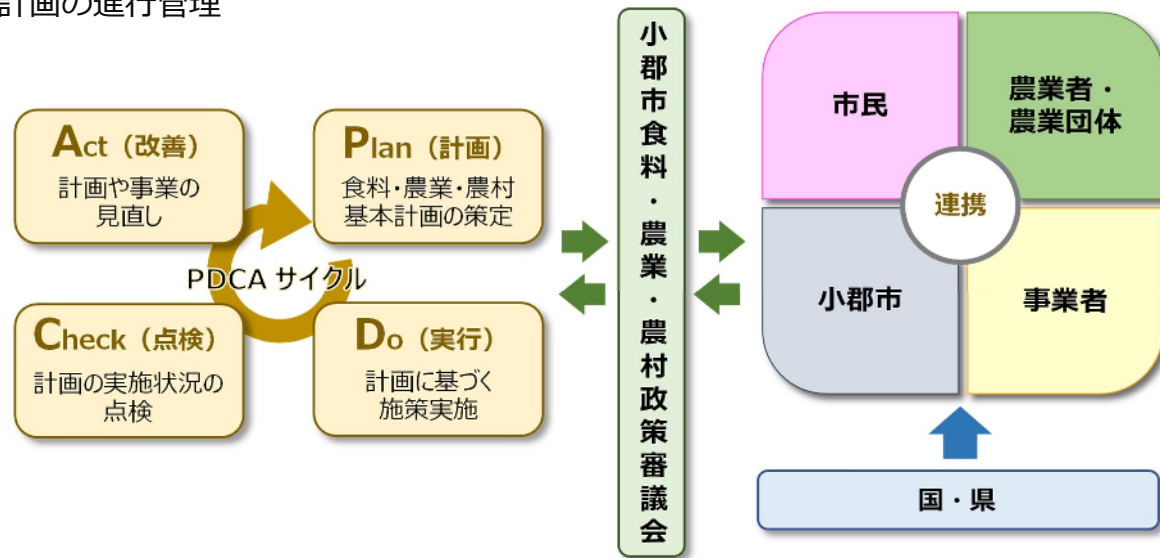 計画の進行管理
Act（改善）
計画や事業の
見直し
Plan（計画）
食料・農業・農村
基本計画の策定
PDCA サイクル
Check（点検）
計画の実施状況の
点検
Do（実行）
計画に基づく
施策実施
小郡市食料・農業・農村政策審議会
市民
農業者・
農業団体
連携
小郡市
事業者
国・県